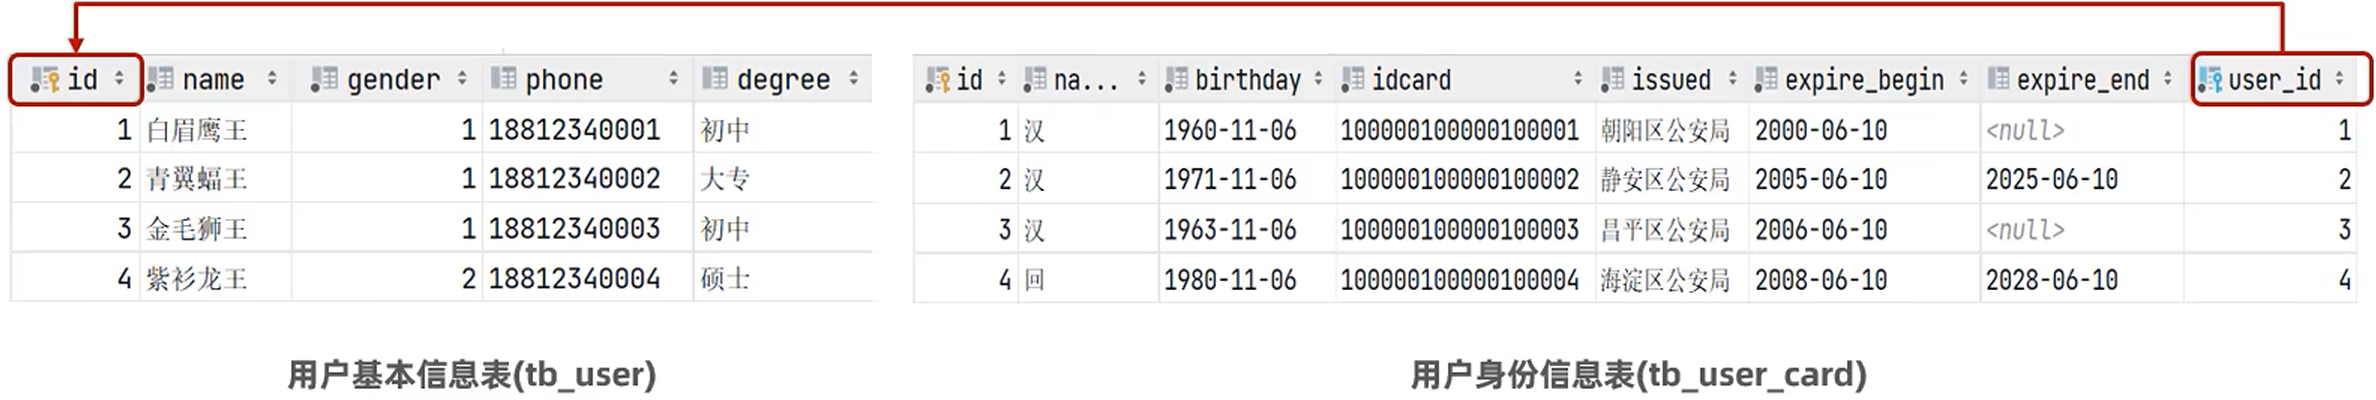 id name gender phone degree
1 白眉鹰王 1 18812340001 初中
2 青翼蝠王 1 18812340002 大专
3 金毛狮王 1 18812340003 初中
4 紫衫龙王 2 18812340004 硕士
用户基本信息表(tb_user)
id na... birthday idcard issued expire_begin expire_end user_id
1 汉 1960-11-06 100000100000100001 朝阳区公安局 2000-06-10 <null> 1
2 汉 1971-11-06 100000100000100002 静安区公安局 2005-06-10 2025-06-10 2
3 汉 1963-11-06 100000100000100003 昌平区公安局 2006-06-10 <null> 3
4 回 1980-11-06 100000100000100004 海淀区公安局 2008-06-10 2028-06-10 4
用户身份信息表(tb_user_card)